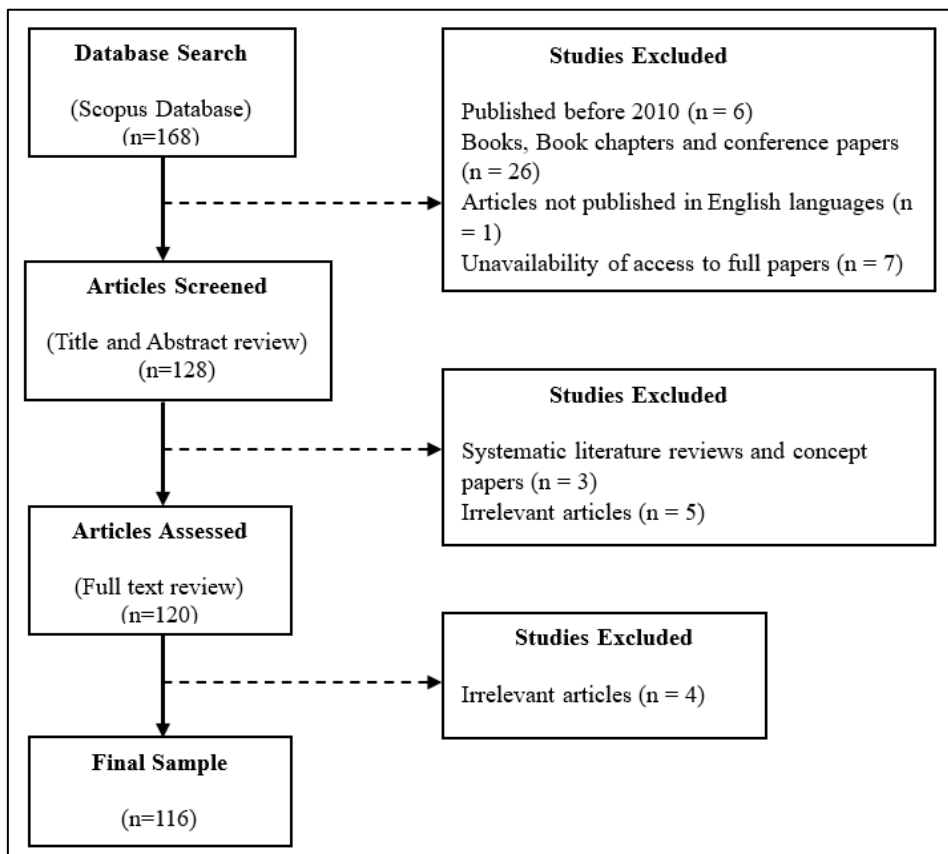 Database Search
(Scopus Database)
(n=168)
Studies Excluded
Published before 2010 (n = 6)
Books, Book chapters and conference papers
(n = 26)
Articles not published in English languages (n
= 1)
Unavailability of access to full papers (n = 7)
Articles Screened
(Title and Abstract review)
(n=128)
Studies Excluded
Systematic literature reviews and concept
papers (n = 3)
Irrelevant articles (n = 5)
Articles Assessed
(Full text review)
(n=120)
Studies Excluded
Irrelevant articles (n = 4)
Final Sample
(n=116)